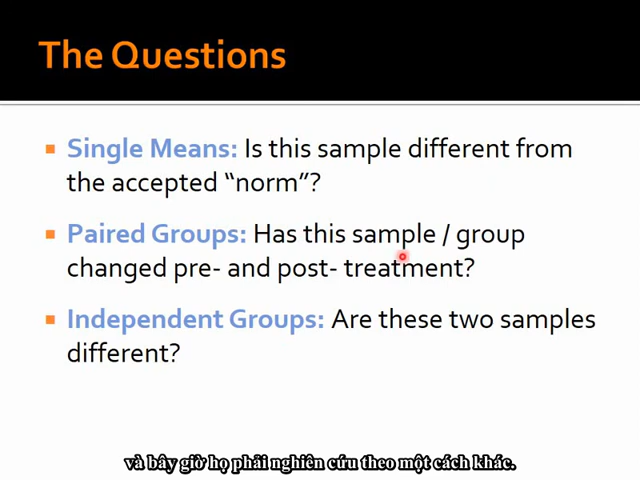 The Questions
Single Means: Is this sample different from
the accepted “norm”?
Paired Groups: Has this sample / group
changed pre- and post- treatment?
Independent Groups: Are these two samples
different?
và bây giờ họ phải nghiên cứu theo một cách khác.